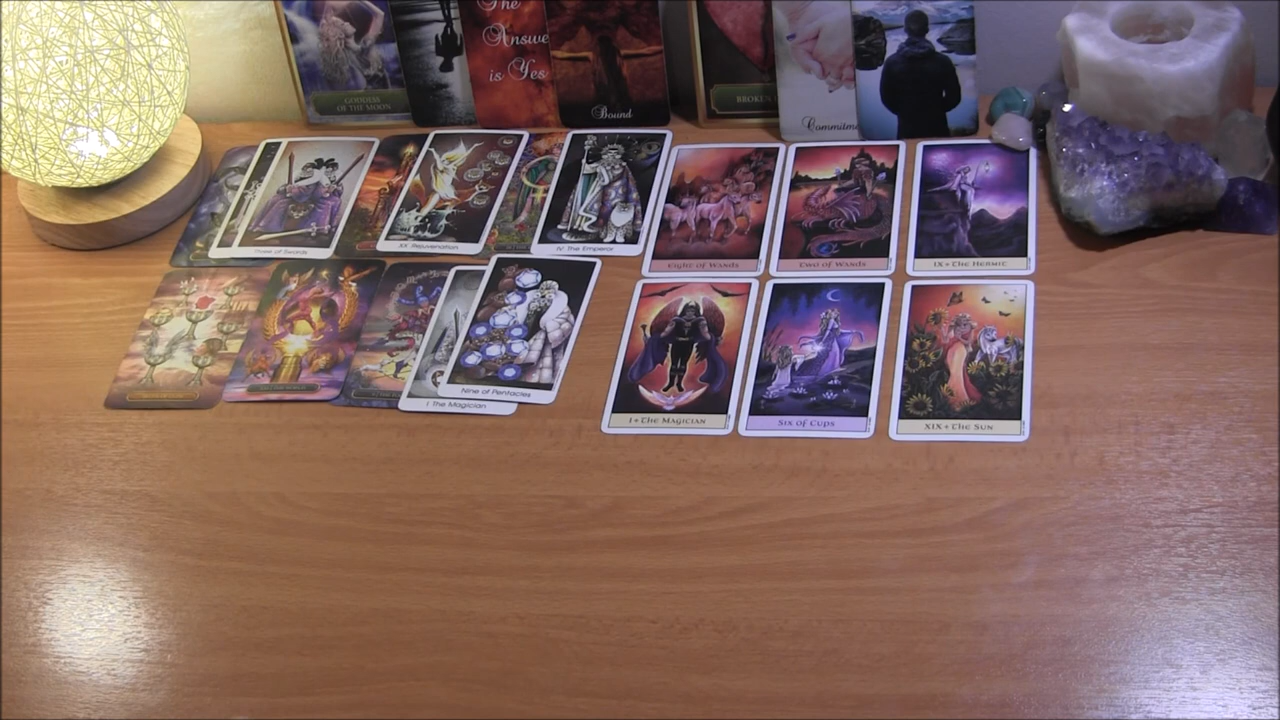 GODDESS
OF THE MOON
The
Answe
is Yes
Bound
BROKEN
Commitme
Three of Swords
XX Rejuvenation
IV The Emperor
Eight of Wands
Two of Wands
IX • The Hermit
I The Magician
Nine of Pentacles
I • The Magician
Six of Cups
XIX • The Sun